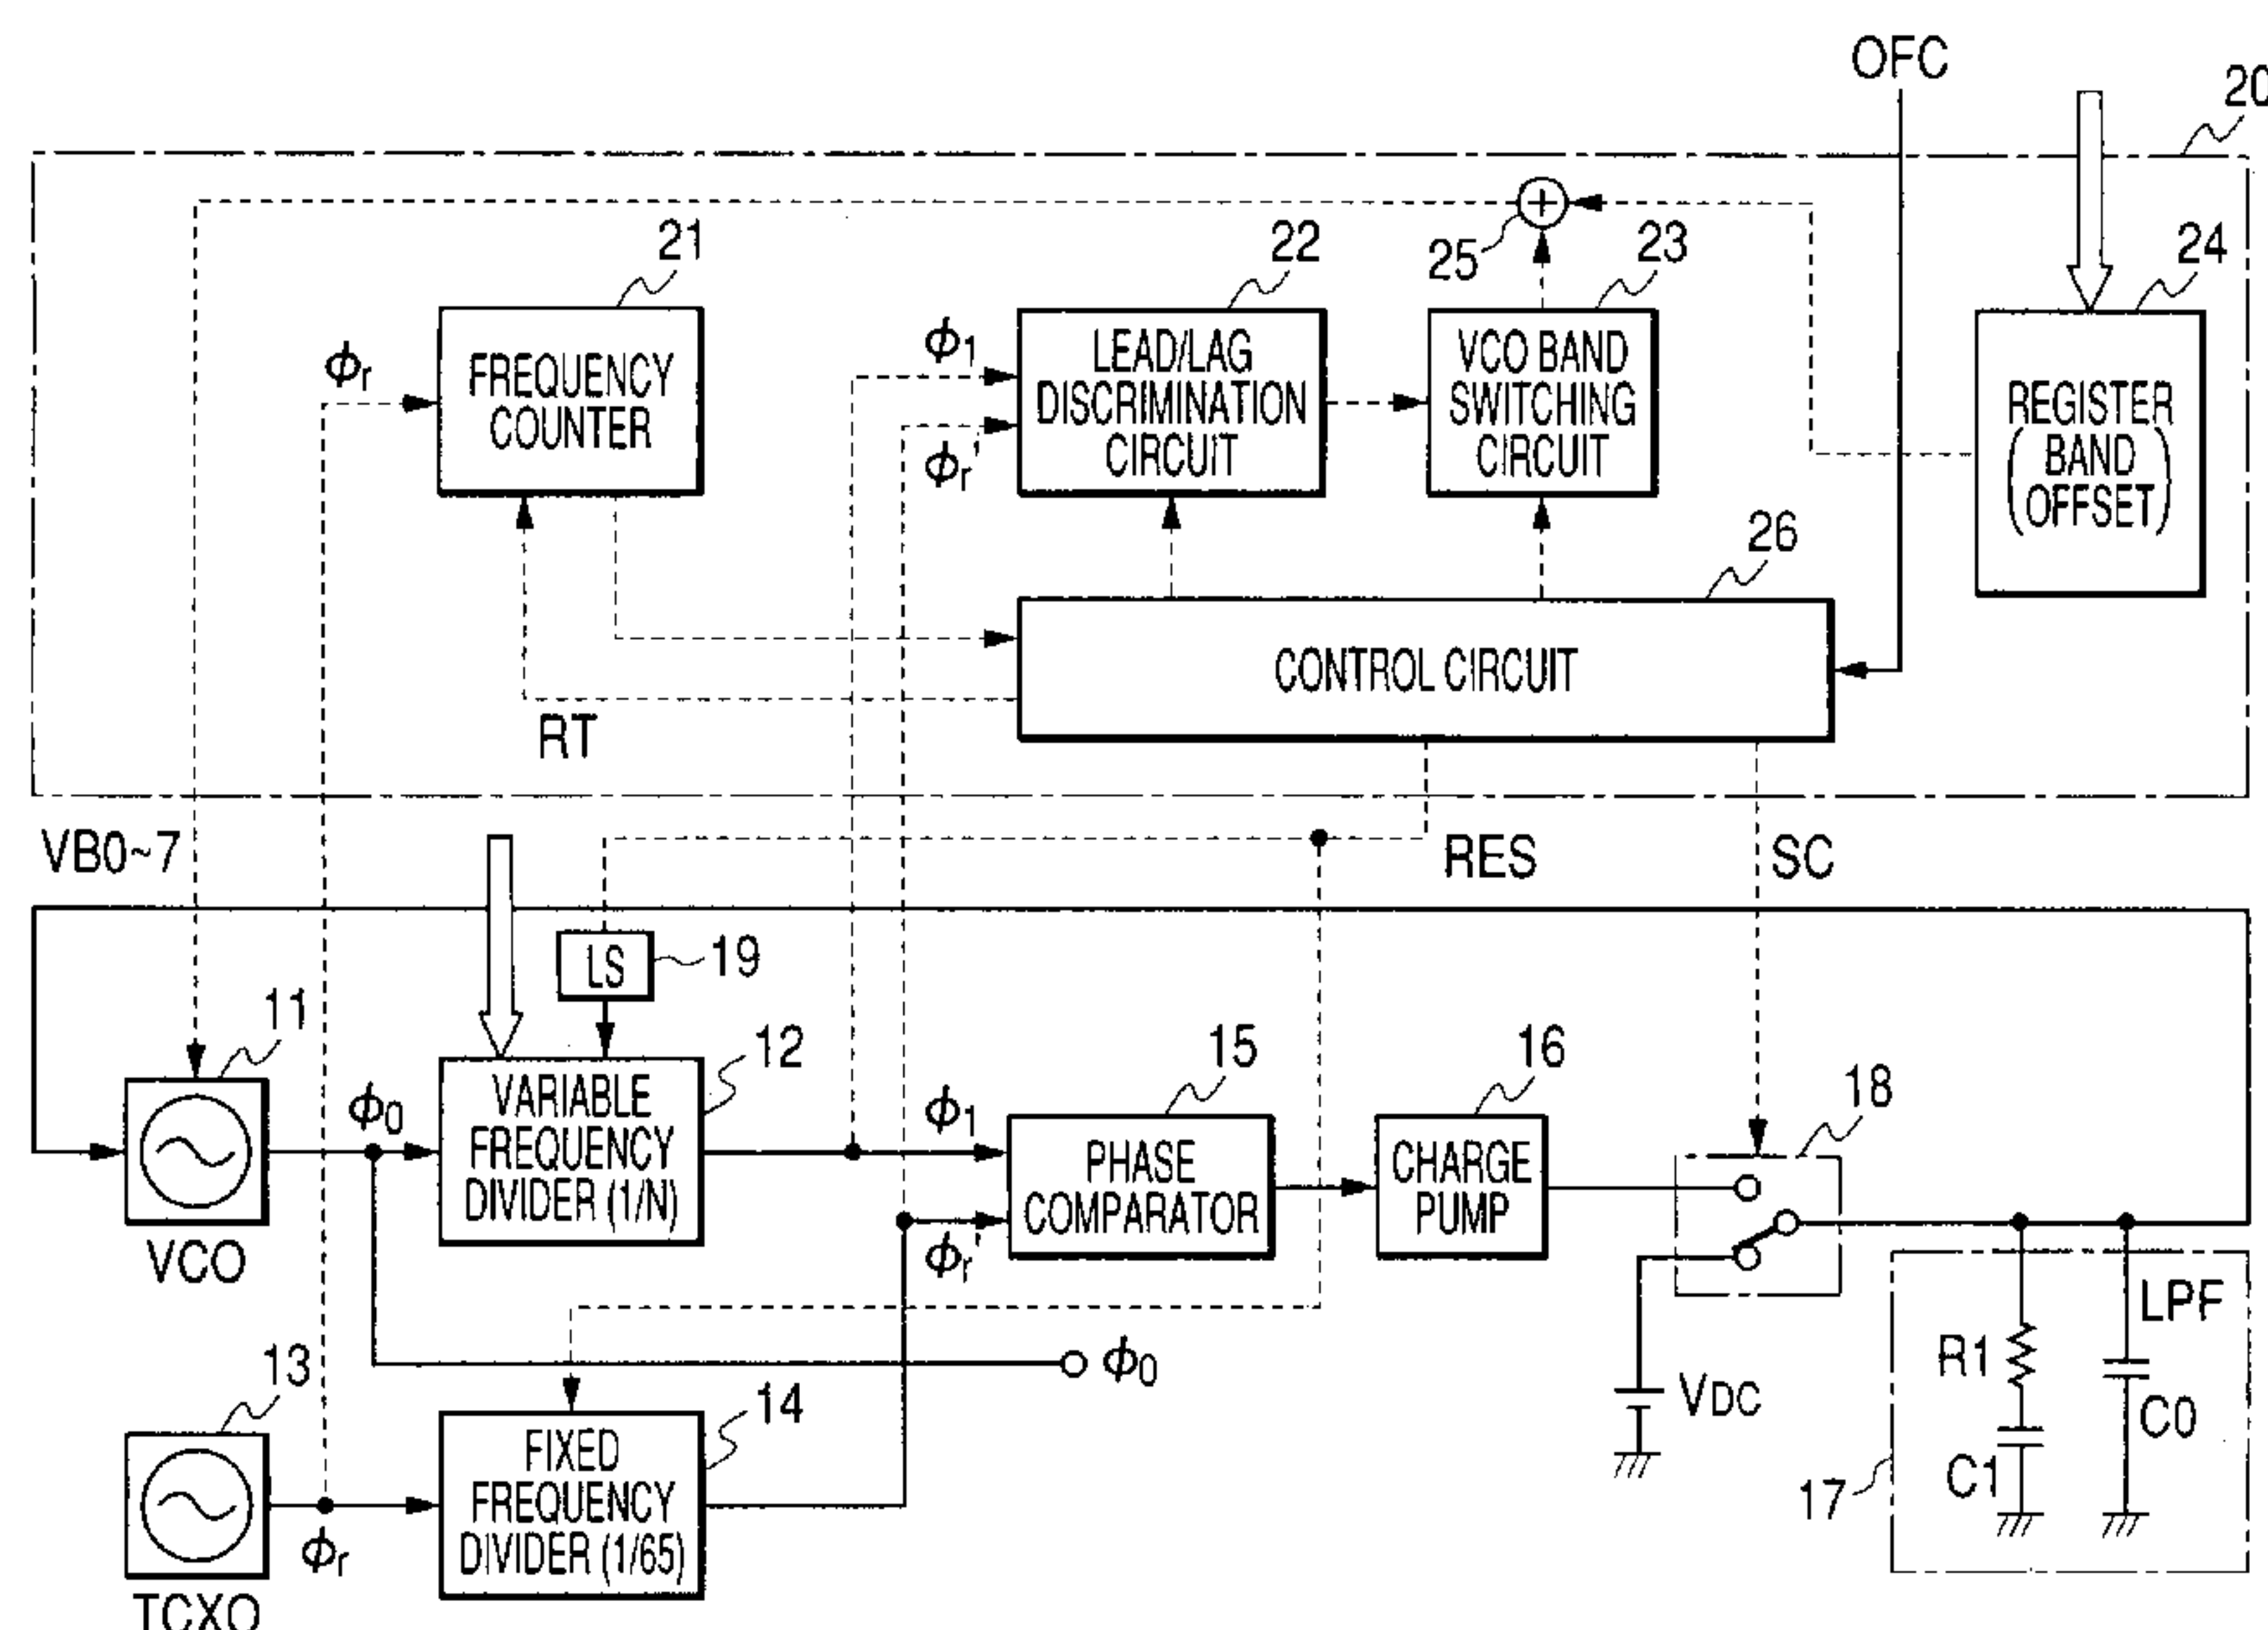 OFC
20
21
22
25
23
24
ϕr
FREQUENCY
COUNTER
ϕ1
ϕr'
LEAD/LAG
DISCRIMINATION
CIRCUIT
VCO BAND
SWITCHING
CIRCUIT
REGISTER
(BAND
OFFSET)
26
CONTROL CIRCUIT
RT
VB0~7
RES
SC
LS
19
11
12
15
16
18
ϕ0
VARIABLE
FREQUENCY
DIVIDER (1/N)
ϕ1
ϕr'
PHASE
COMPARATOR
CHARGE
PUMP
VCO
LPF
R1
C1
C0
17
VDC
ϕ0
13
14
ϕr
FIXED
FREQUENCY
DIVIDER (1/65)
TCXO